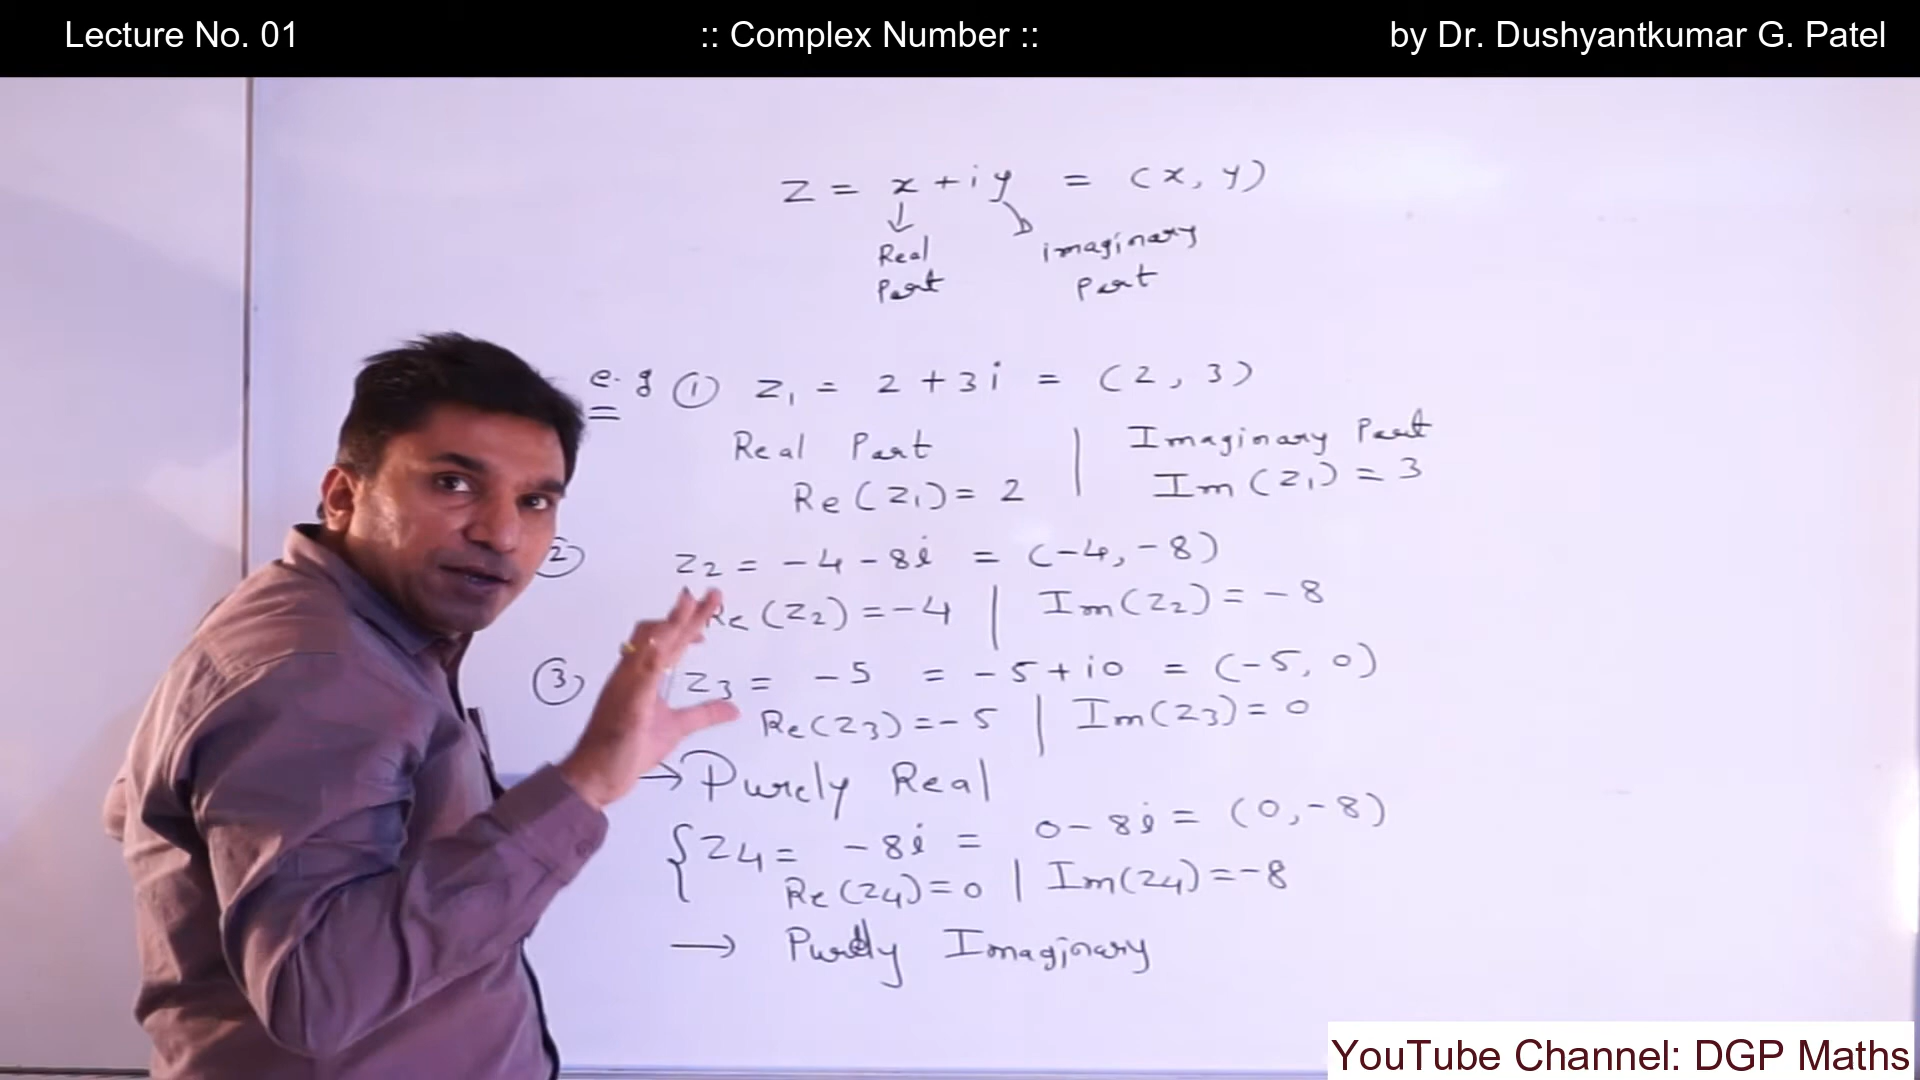 Lecture No. 01 :: Complex Number :: by Dr. Dushyantkumar G. Patel
z = x + iy = (x, y)
Real Part
imaginary Part
e.g ① z₁ = 2 + 3i = (2, 3)
Real Part | Imaginary Part
Re(z₁) = 2 | Im(z₁) = 3
② z₂ = -4 - 8i = (-4, -8)
Re(z₂) = -4 | Im(z₂) = -8
③ z₃ = -5 = -5 + i0 = (-5, 0)
Re(z₃) = -5 | Im(z₃) = 0
→ Purely Real
{ z₄ = -8i = 0 - 8i = (0, -8)
Re(z₄) = 0 | Im(z₄) = -8
→ Purely Imaginary
YouTube Channel: DGP Maths